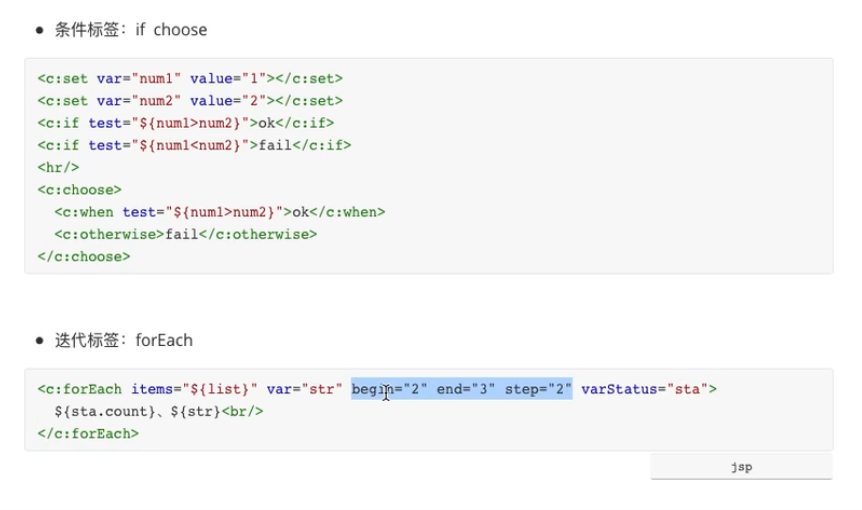 • 条件标签：if choose
<c:set var="num1" value="1"></c:set>
<c:set var="num2" value="2"></c:set>
<c:if test="${num1>num2}">ok</c:if>
<c:if test="${num1<num2}">fail</c:if>
<hr/>
<c:choose>
  <c:when test="${num1>num2}">ok</c:when>
  <c:otherwise>fail</c:otherwise>
</c:choose>
• 迭代标签：forEach
<c:forEach items="${list}" var="str" begin="2" end="3" step="2" varStatus="sta">
  ${sta.count}、${str}<br/>
</c:forEach>
jsp